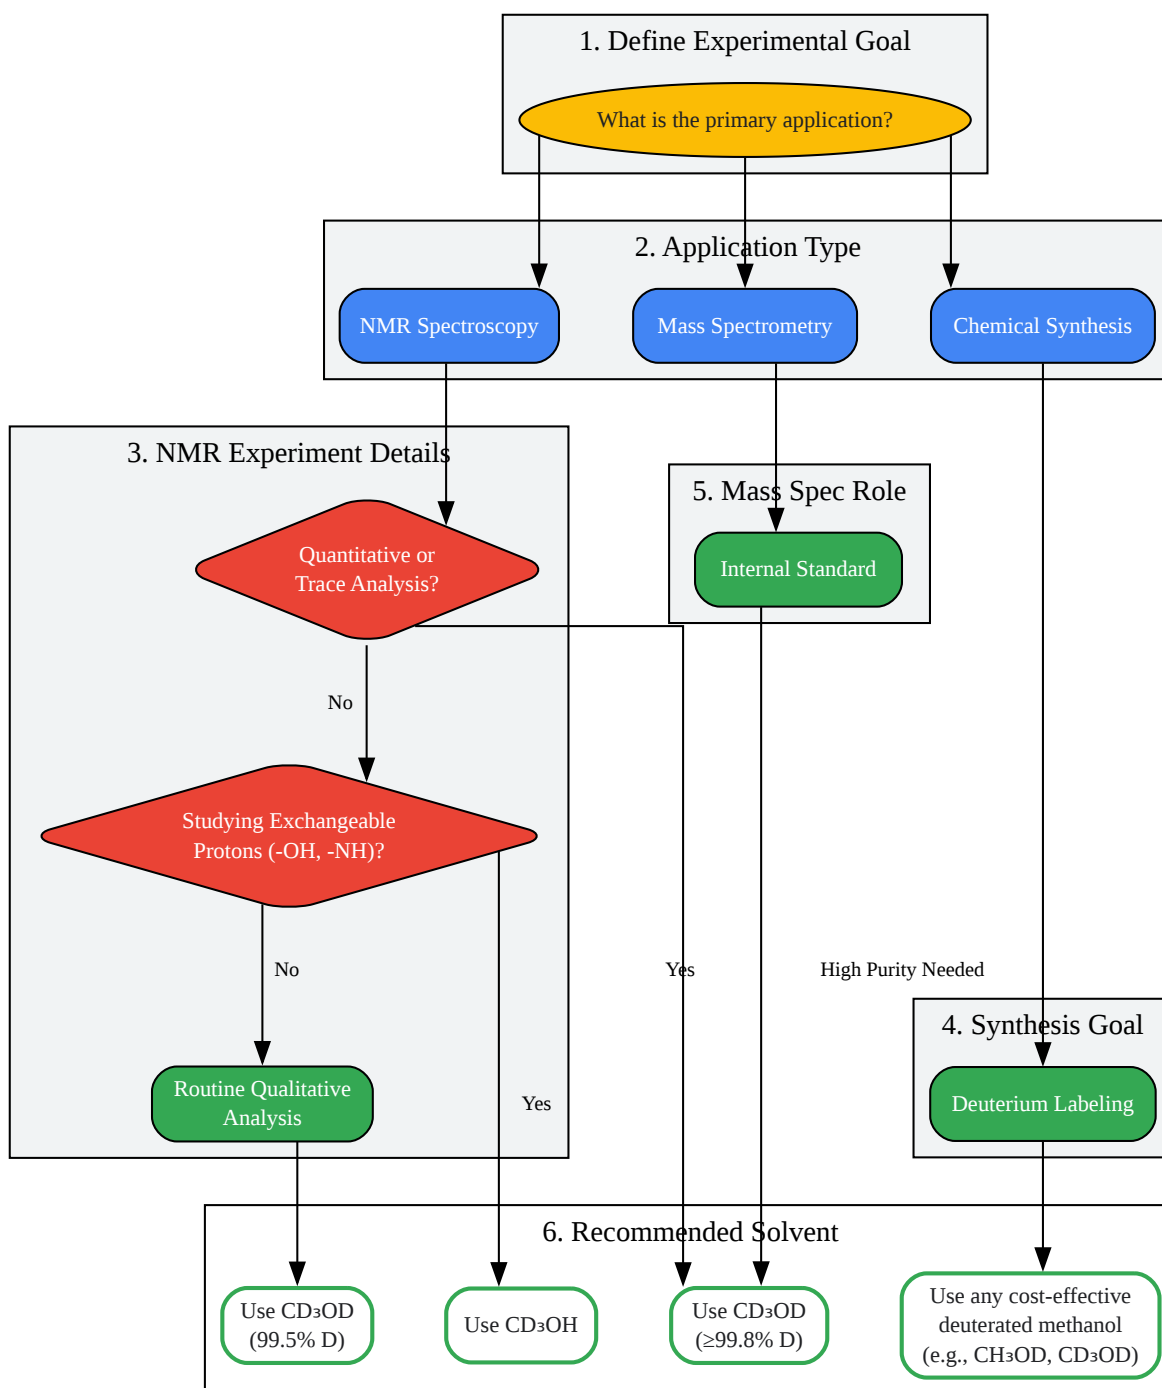 1. Define Experimental Goal
What is the primary application?
2. Application Type
NMR Spectroscopy
Mass Spectrometry
Chemical Synthesis
3. NMR Experiment Details
5. Mass Spec Role
Quantitative or
Trace Analysis?
Internal Standard
No
Studying Exchangeable
Protons (-OH, -NH)?
No
Yes
High Purity Needed
4. Synthesis Goal
Routine Qualitative
Analysis
Yes
Deuterium Labeling
6. Recommended Solvent
Use CD₃OD
(99.5% D)
Use CD₃OH
Use CD₃OD
(≥99.8% D)
Use any cost-effective
deuterated methanol
(e.g., CH₃OD, CD₃OD)